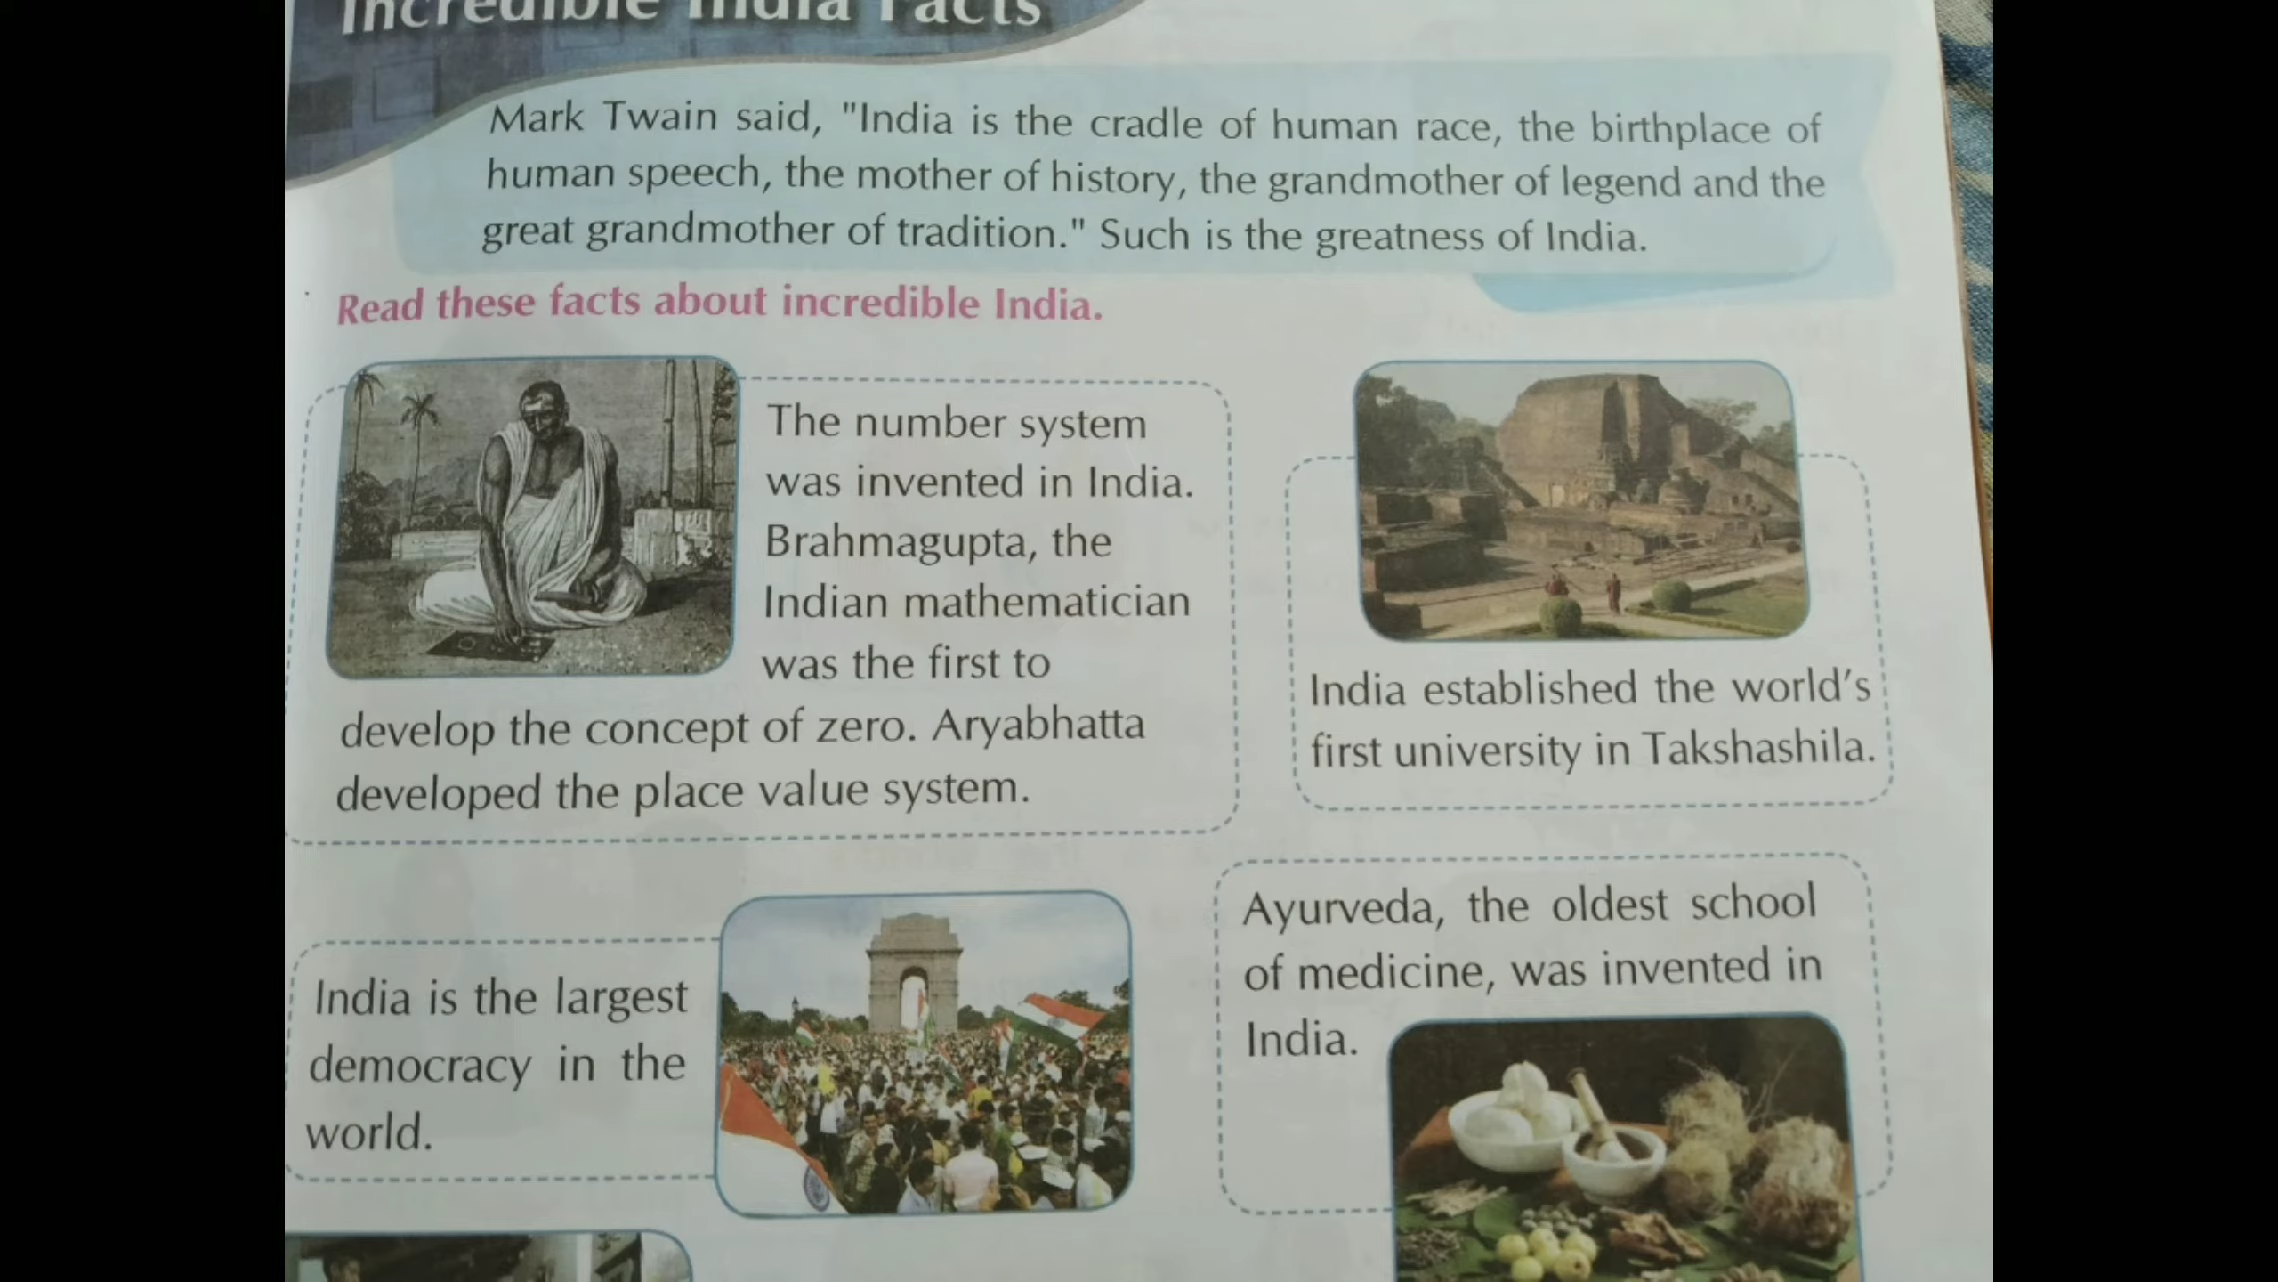 Incredible India Facts
Mark Twain said, "India is the cradle of human race, the birthplace of
human speech, the mother of history, the grandmother of legend and the
great grandmother of tradition." Such is the greatness of India.
Read these facts about incredible India.
The number system
was invented in India.
Brahmagupta, the
Indian mathematician
was the first to
develop the concept of zero. Aryabhatta
developed the place value system.
India established the world's
first university in Takshashila.
India is the largest
democracy in the
world.
Ayurveda, the oldest school
of medicine, was invented in
India.